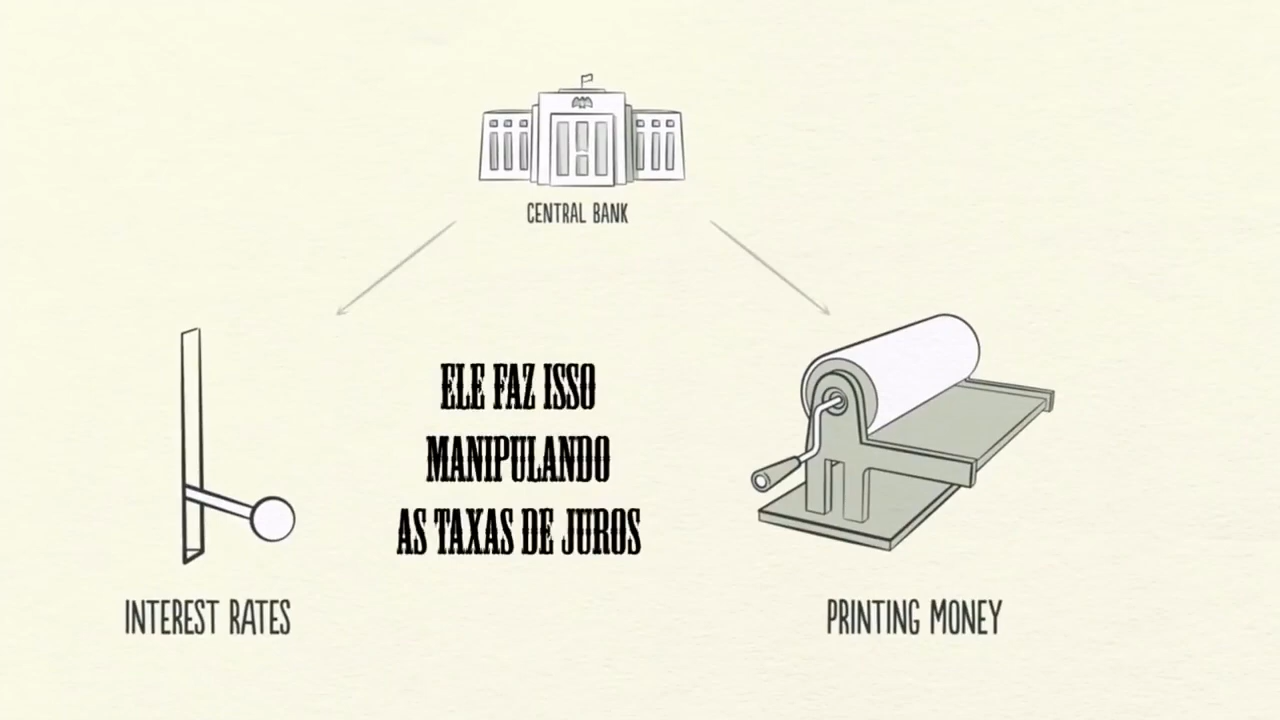 CENTRAL BANK
ELE FAZ ISSO
MANIPULANDO
AS TAXAS DE JUROS
INTEREST RATES
PRINTING MONEY